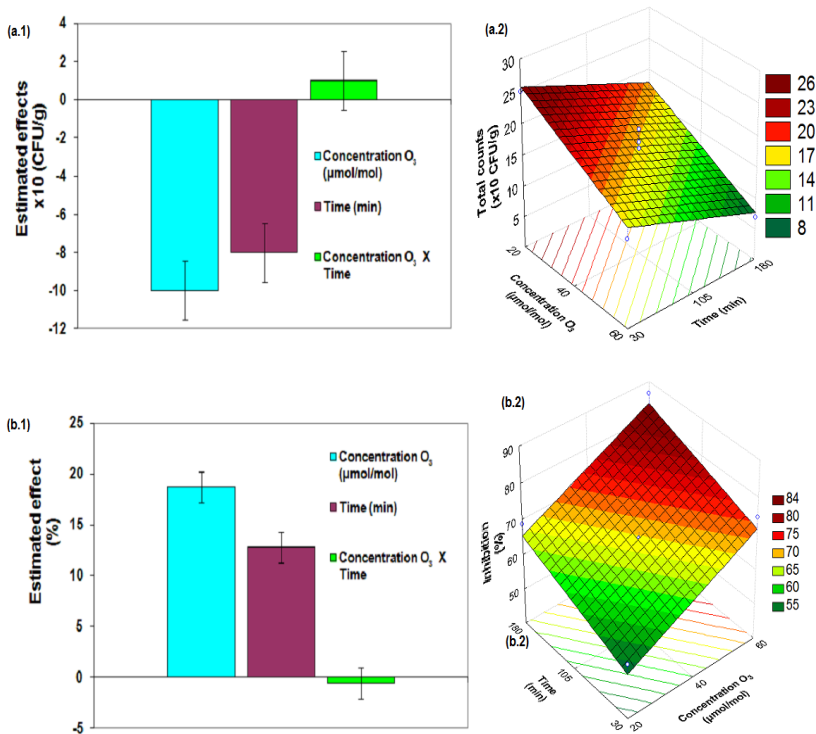 (a.1)
4
2
0
-2
-4
-6
-8
-10
-12
Estimated effects
x10 (CFU/g)
Concentration O₃
(µmol/mol)
Time (min)
Concentration O₃ X
Time
(a.2)
30
25
20
15
10
5
Total counts
(x10 CFU/g)
20
40
60
Concentration O₃
(µmol/mol)
30
105
180
Time (min)
26
23
20
17
14
11
8
(b.1)
25
20
15
10
5
0
-5
Estimated effect
(%)
Concentration O₃
(µmol/mol)
Time (min)
Concentration O₃ X
Time
(b.2)
90
80
70
60
50
Inhibition
(%)
(b.2)
180
105
30
Time
(min)
20
40
60
Concentration O₃
(µmol/mol)
84
80
75
70
65
60
55